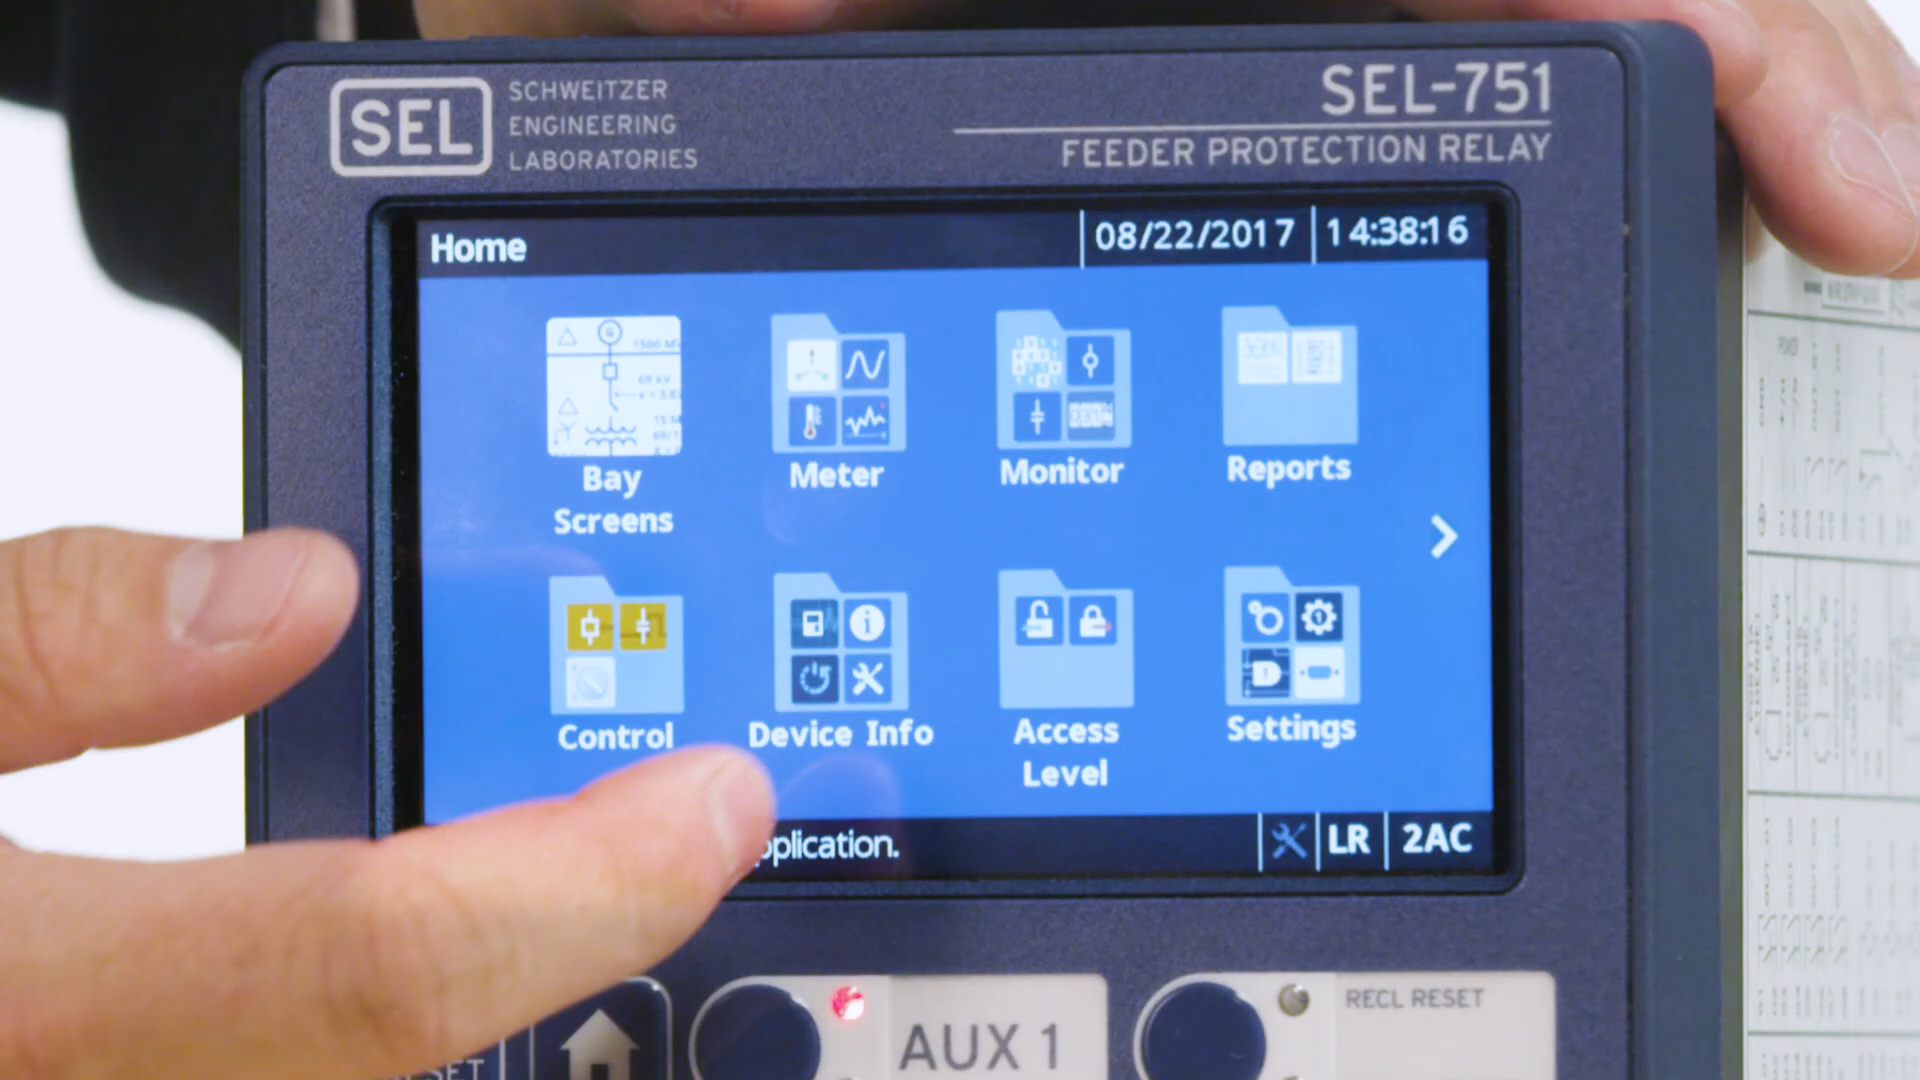 SEL
SCHWEITZER
ENGINEERING
LABORATORIES
SEL-751
FEEDER PROTECTION RELAY
Home
08/22/2017
14:38:16
Bay
Screens
Meter
Monitor
Reports
Control
Device Info
Access
Level
Settings
LR
2AC
AUX 1
RECL RESET